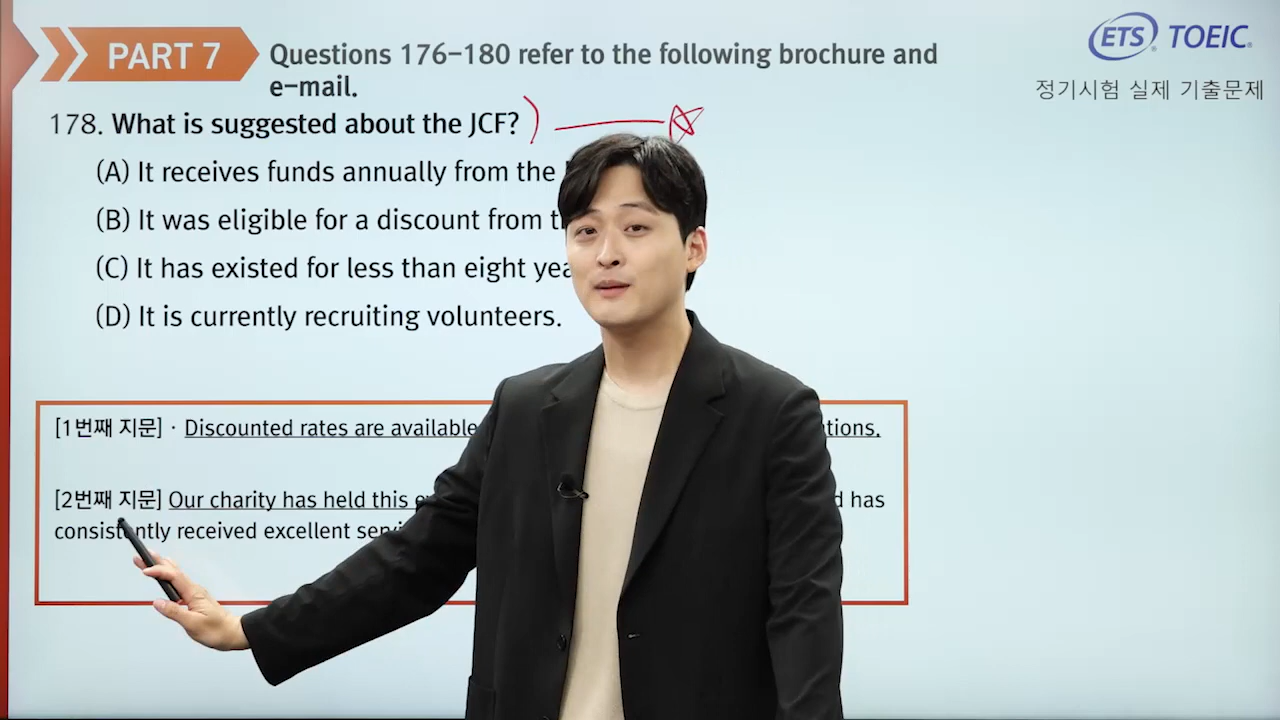 PART 7
Questions 176–180 refer to the following brochure and
e–mail.
ETS TOEIC
정기시험 실제 기출문제
178. What is suggested about the JCF?
(A) It receives funds annually from the
(B) It was eligible for a discount from
(C) It has existed for less than eight
(D) It is currently recruiting volunteers.
[1번째 지문] · Discounted rates are available
[2번째 지문] Our charity has held this has
consistently received excellent